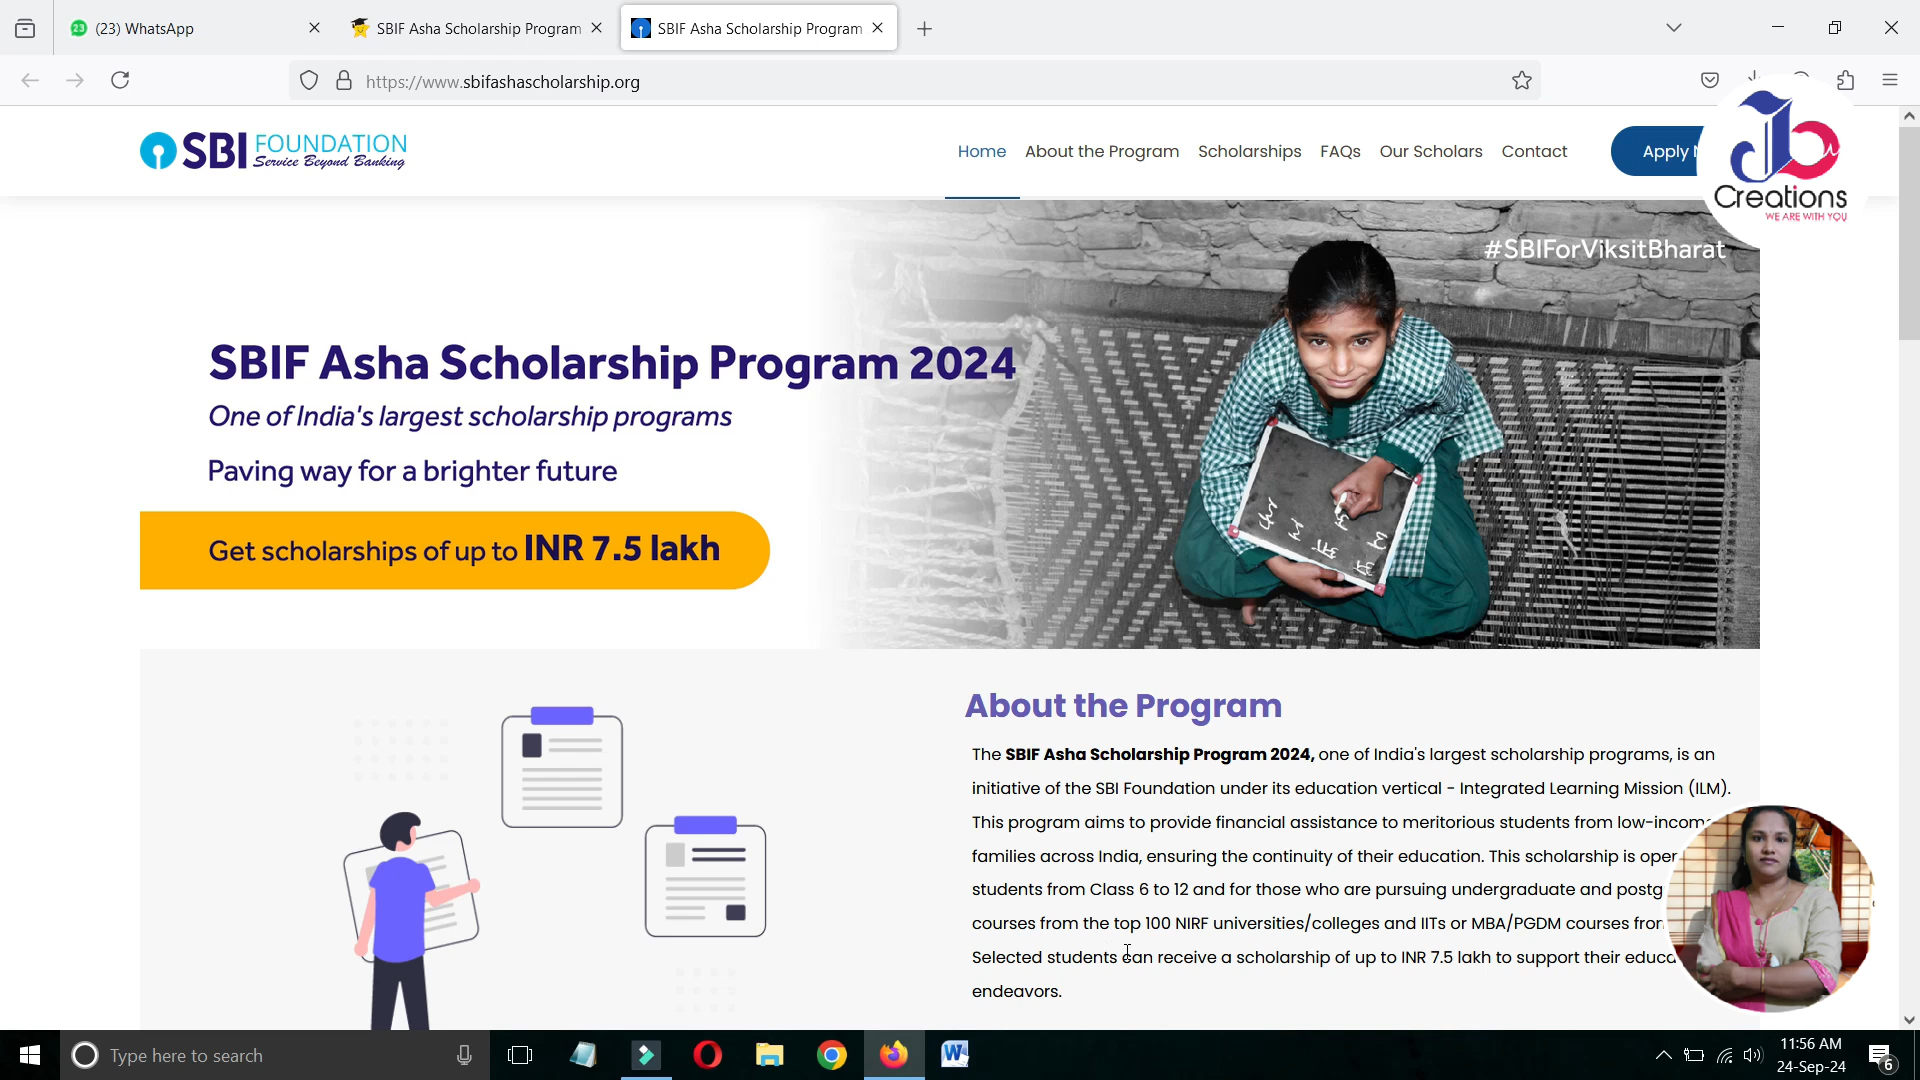 (23) WhatsApp
SBIF Asha Scholarship Program
SBIF Asha Scholarship Program
https://www.sbifashascholarship.org
SBI FOUNDATION
Service Beyond Banking
Home
About the Program
Scholarships
FAQs
Our Scholars
Contact
Apply
Creations
WE ARE WITH YOU
#SBIForViksitBharat
SBIF Asha Scholarship Program 2024
One of India's largest scholarship programs
Paving way for a brighter future
Get scholarships of up to INR 7.5 lakh
About the Program
The SBIF Asha Scholarship Program 2024, one of India's largest scholarship programs, is an
initiative of the SBI Foundation under its education vertical - Integrated Learning Mission (ILM).
This program aims to provide financial assistance to meritorious students from
families across India, ensuring the continuity of their education. This scholarship is
students from Class 6 to 12 and for those who are pursuing undergraduate and
courses from the top 100 NIRF universities/colleges and IITs or MBA/PGDM courses
Selected students can receive a scholarship of up to INR 7.5 lakh to support their
endeavors.
Type here to search
11:56 AM
24-Sep-24
6